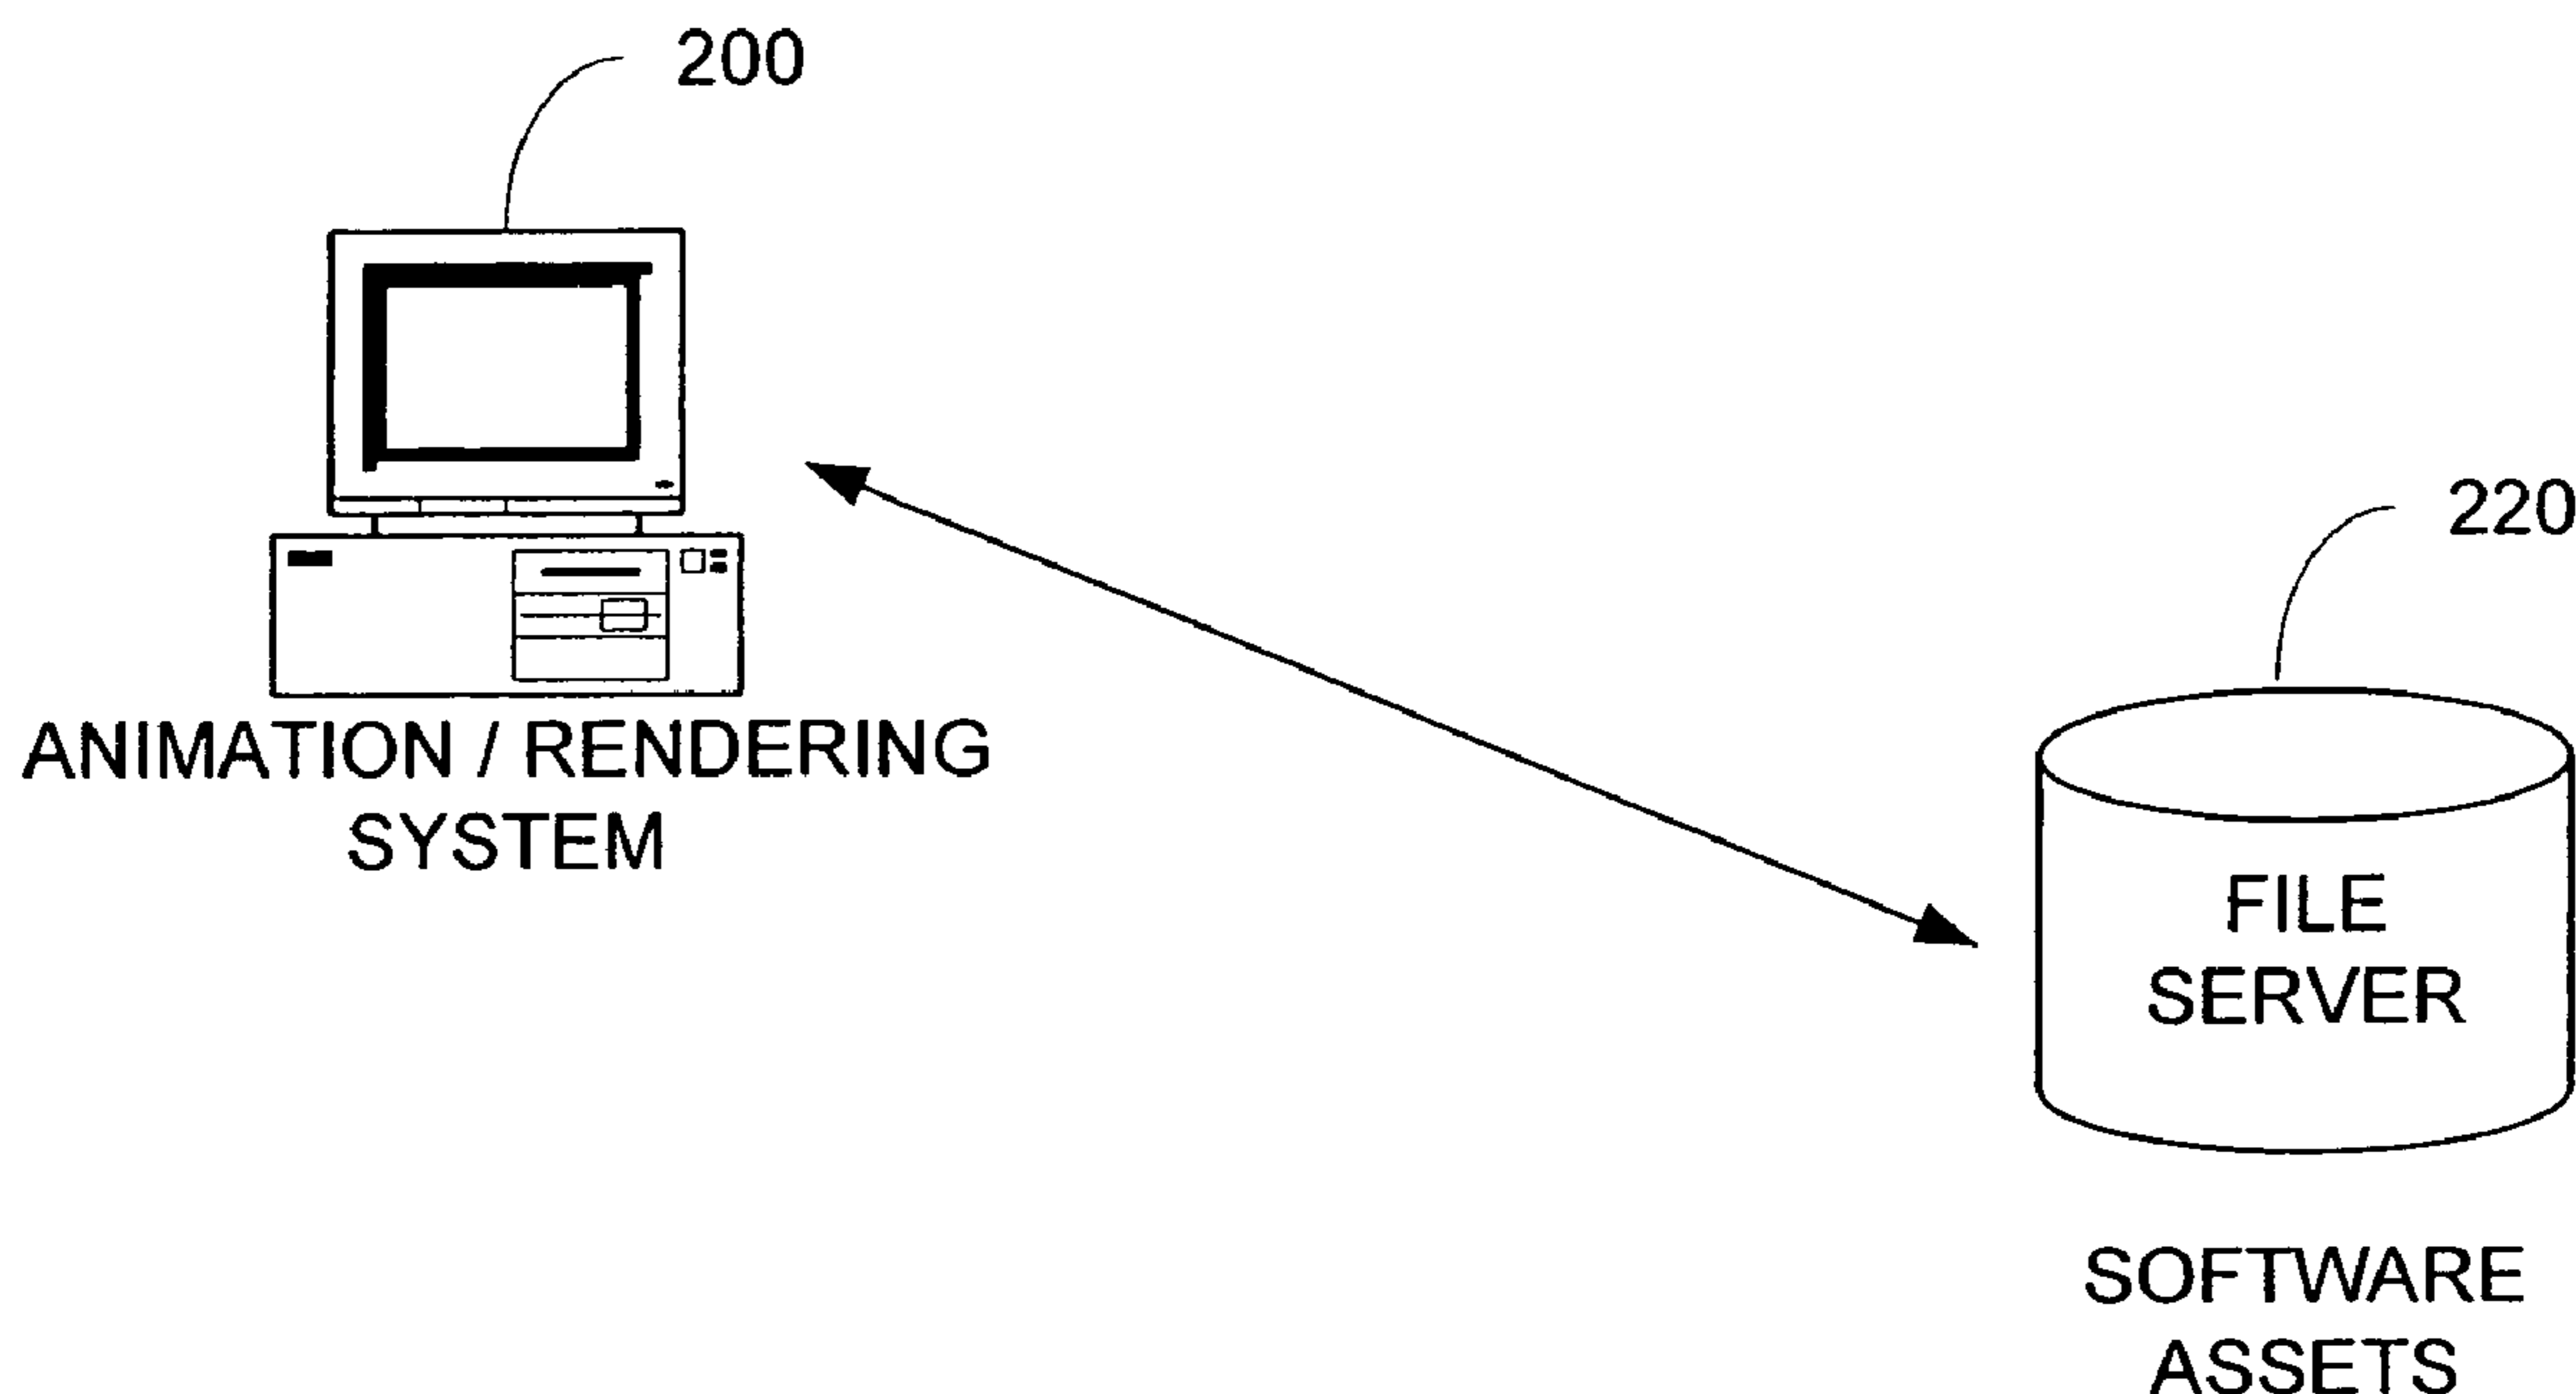 200
ANIMATION / RENDERING
SYSTEM
220
FILE
SERVER
SOFTWARE
ASSETS